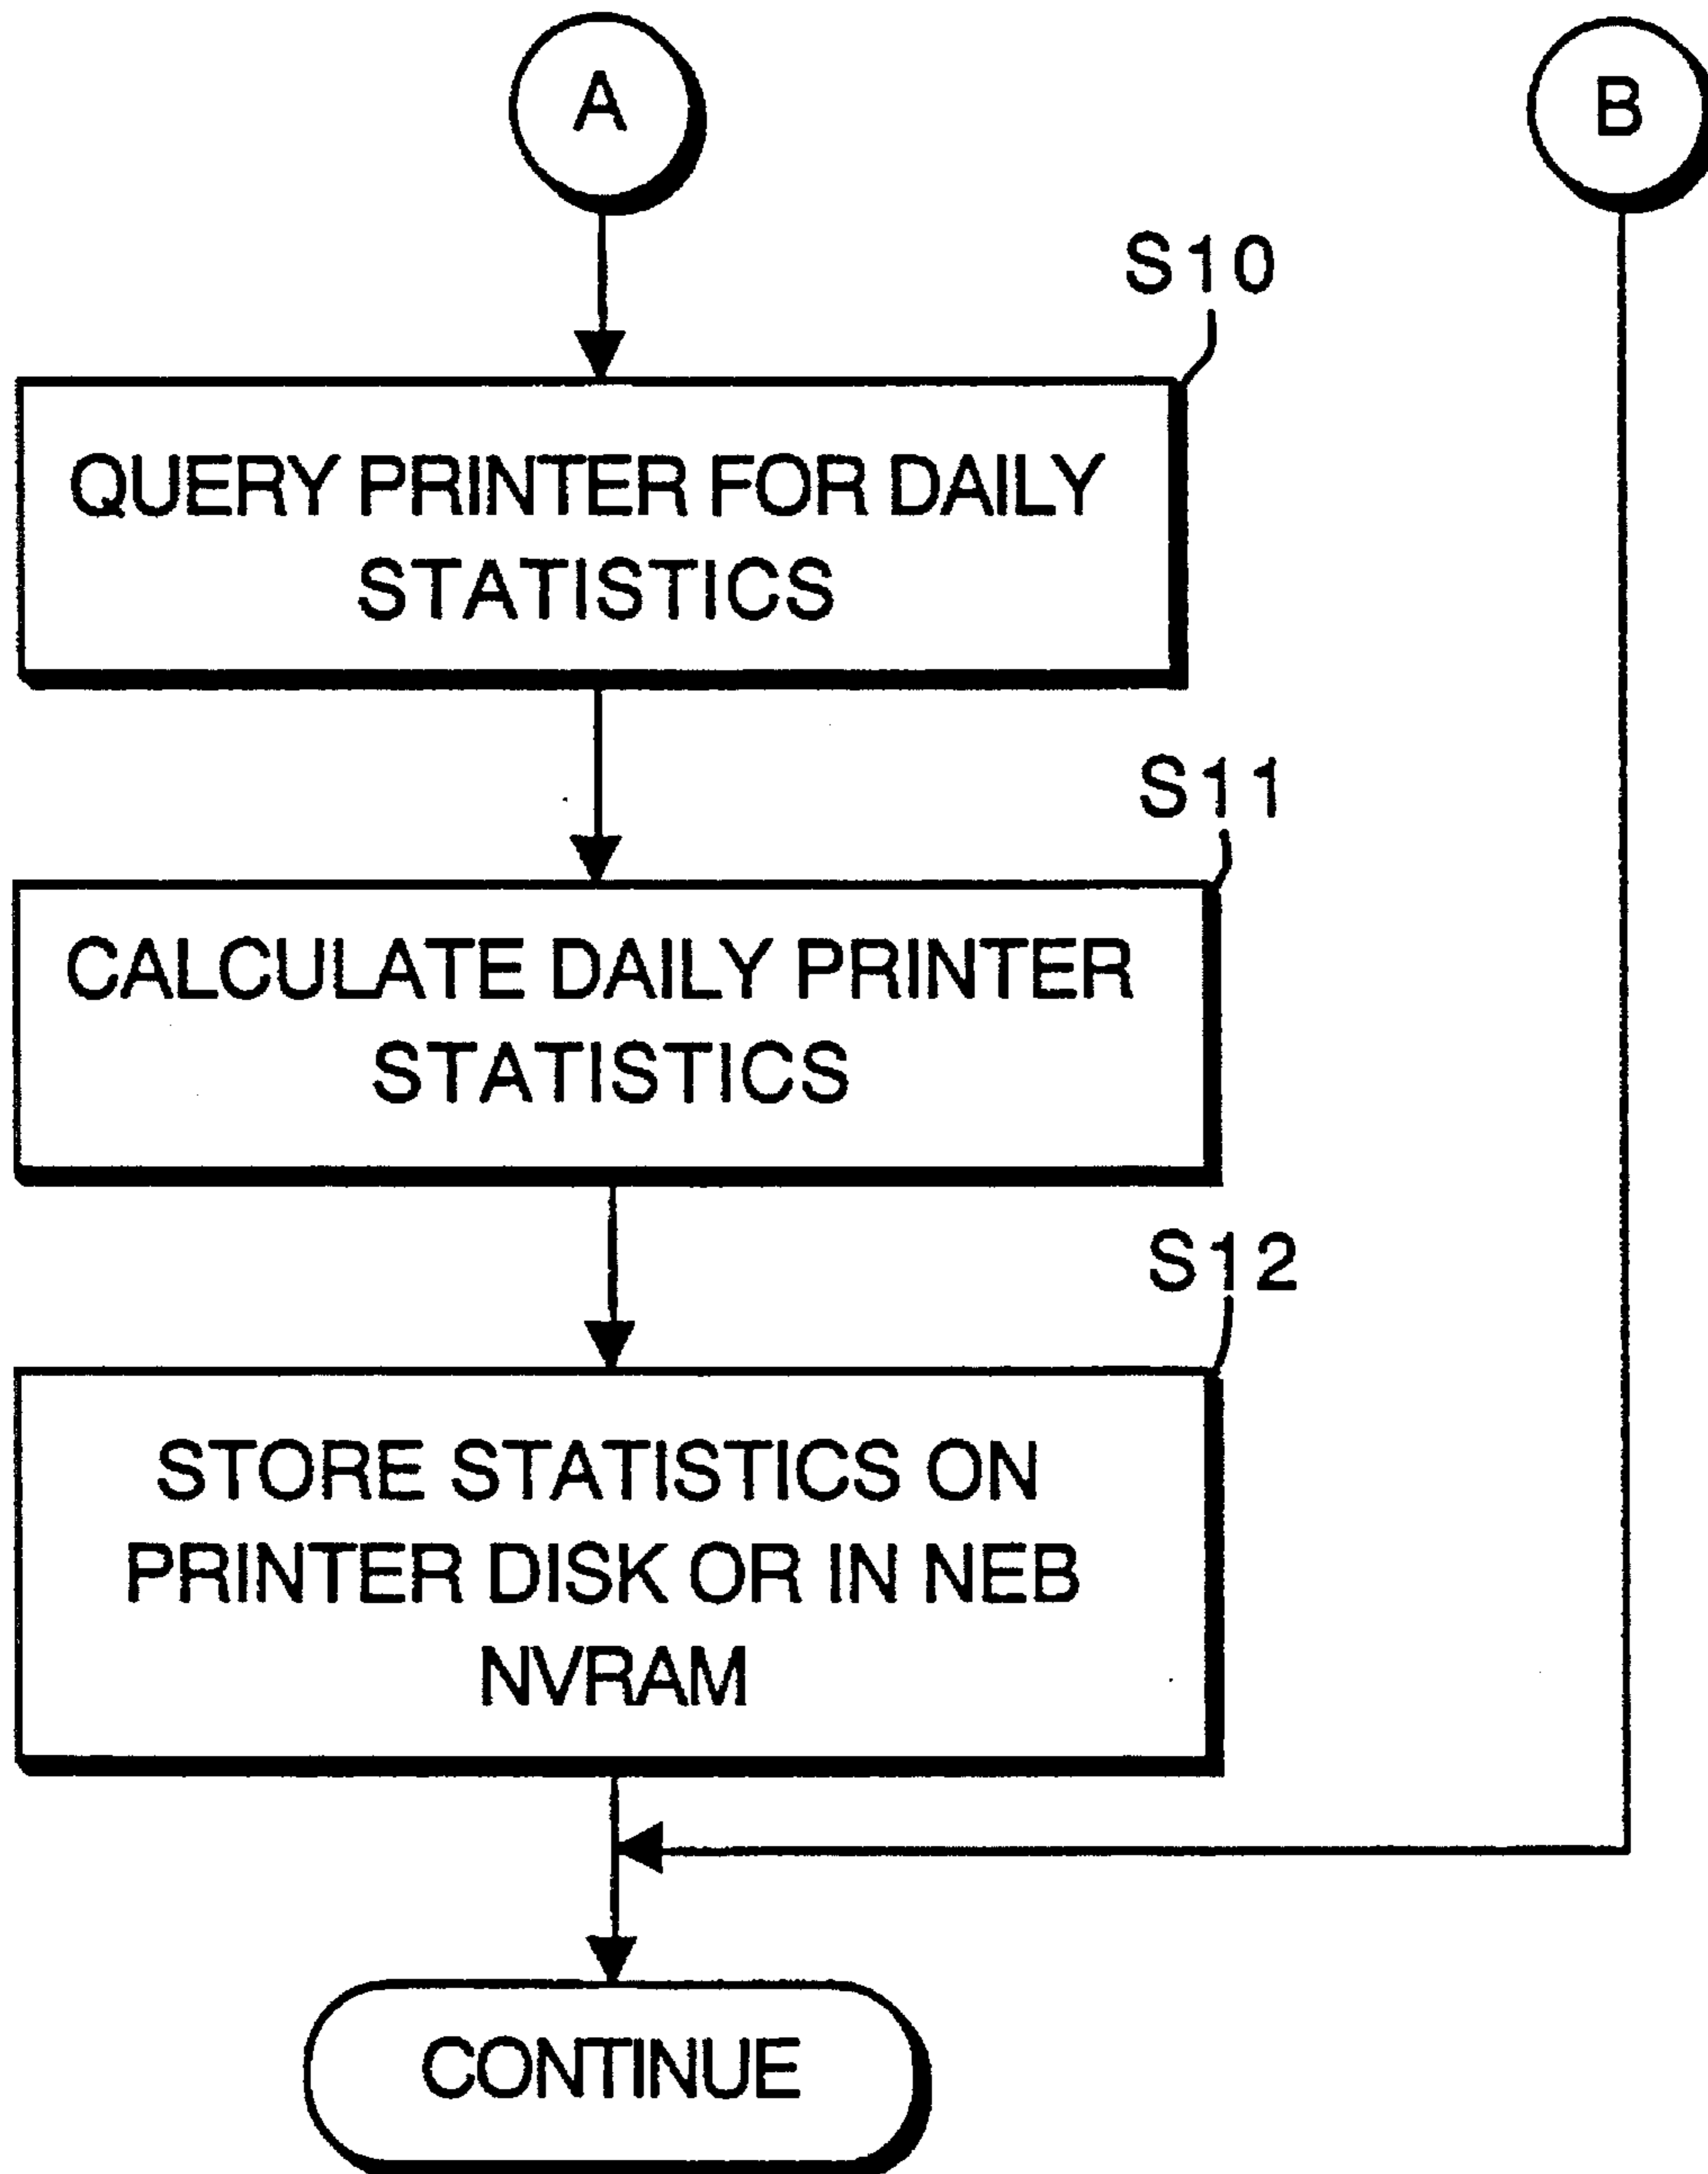 A
B
S10
QUERY PRINTER FOR DAILY
STATISTICS
S11
CALCULATE DAILY PRINTER
STATISTICS
S12
STORE STATISTICS ON
PRINTER DISK OR IN NEB
NVRAM
CONTINUE